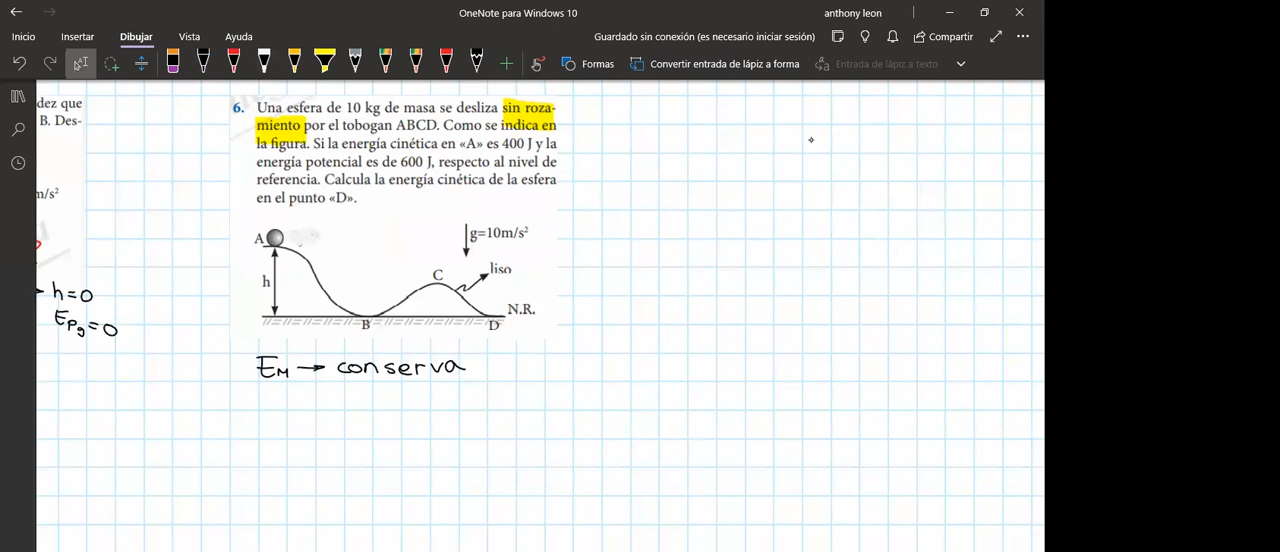 OneNote para Windows 10
anthony leon
Inicio Insertar Dibujar Vista Ayuda
Guardado sin conexión (es necesario iniciar sesión) Compartir
Formas Convertir entrada de lápiz a forma Entrada de lápiz a texto
dez que
B. Des-
m/s²
h=0
Epg=0
6. Una esfera de 10 kg de masa se desliza sin roza-
miento por el tobogan ABCD. Como se indica en
la figura. Si la energía cinética en «A» es 400 J y la
energía potencial es de 600 J, respecto al nivel de
referencia. Calcula la energía cinética de la esfera
en el punto «D».
A
g=10m/s²
C
liso
h
N.R.
B
D
EM → conserva